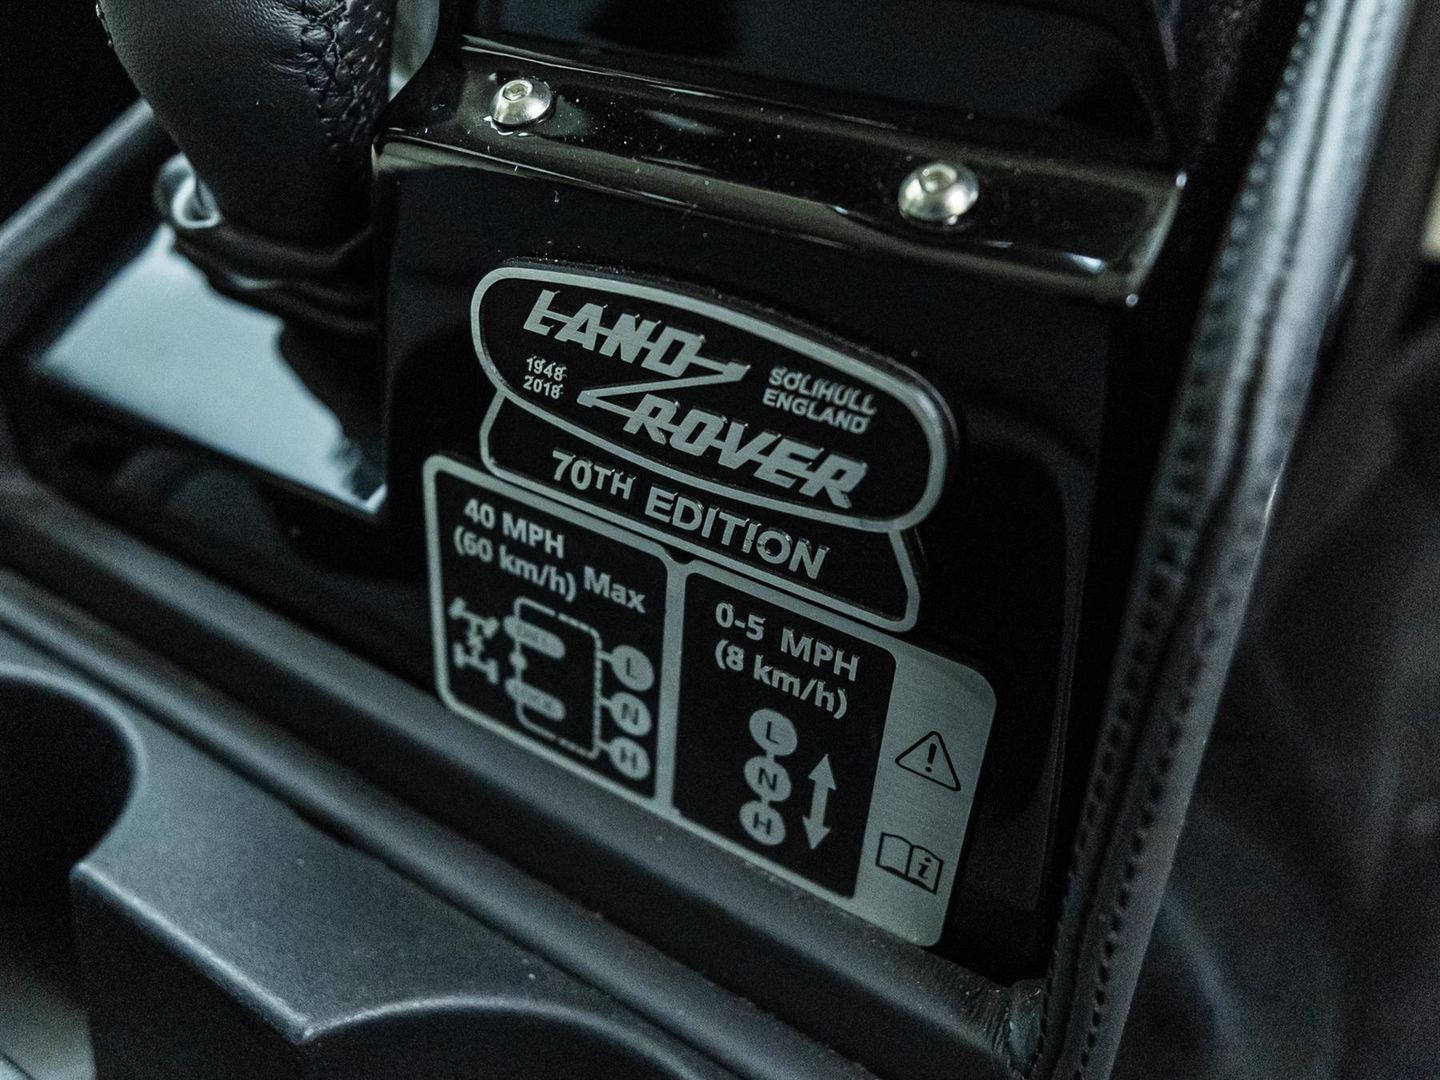 LAND
ROVER
1948
2018
SOLIHULL
ENGLAND
70TH EDITION
40 MPH
(60 km/h) Max
L
N
H
0-5 MPH
(8 km/h)
L
N
H
!
i